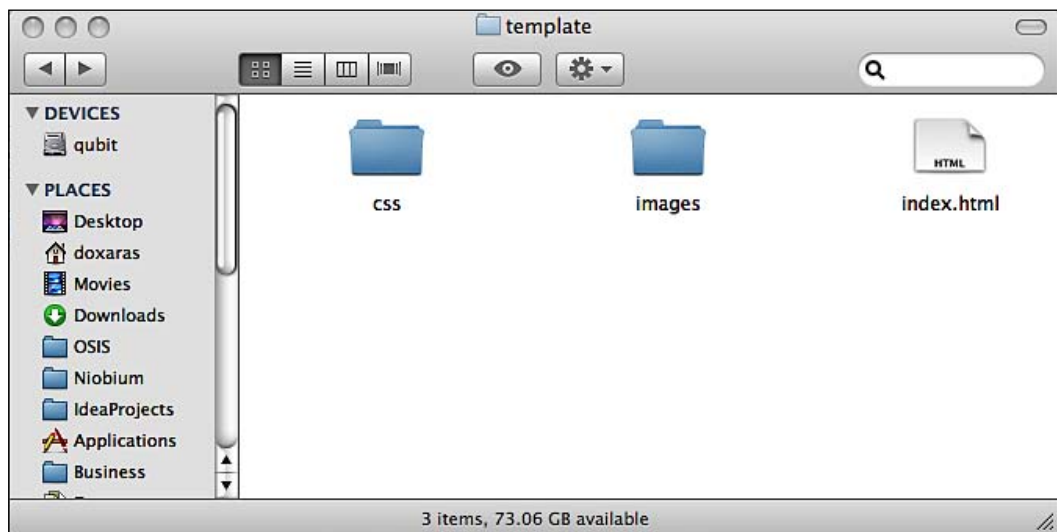 template
DEVICES
qubit
PLACES
Desktop
doxaras
Movies
Downloads
OSIS
Niobium
IdeaProjects
Applications
Business
css
images
HTML
index.html
3 items, 73.06 GB available